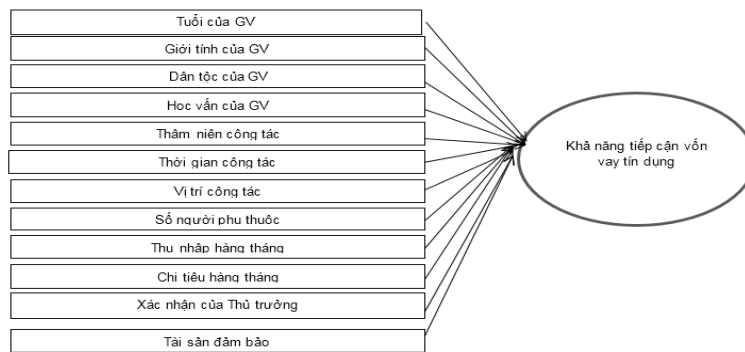 Tuổi của GV
Giới tính của GV
Dân tộc của GV
Học vấn của GV
Thâm niên công tác
Thời gian công tác
Vị trí công tác
Số người phụ thuộc
Thu nhập hàng tháng
Chi tiêu hàng tháng
Xác nhận của Thủ trưởng
Tài sản đảm bảo
Khả năng tiếp cận vốn
vay tín dụng